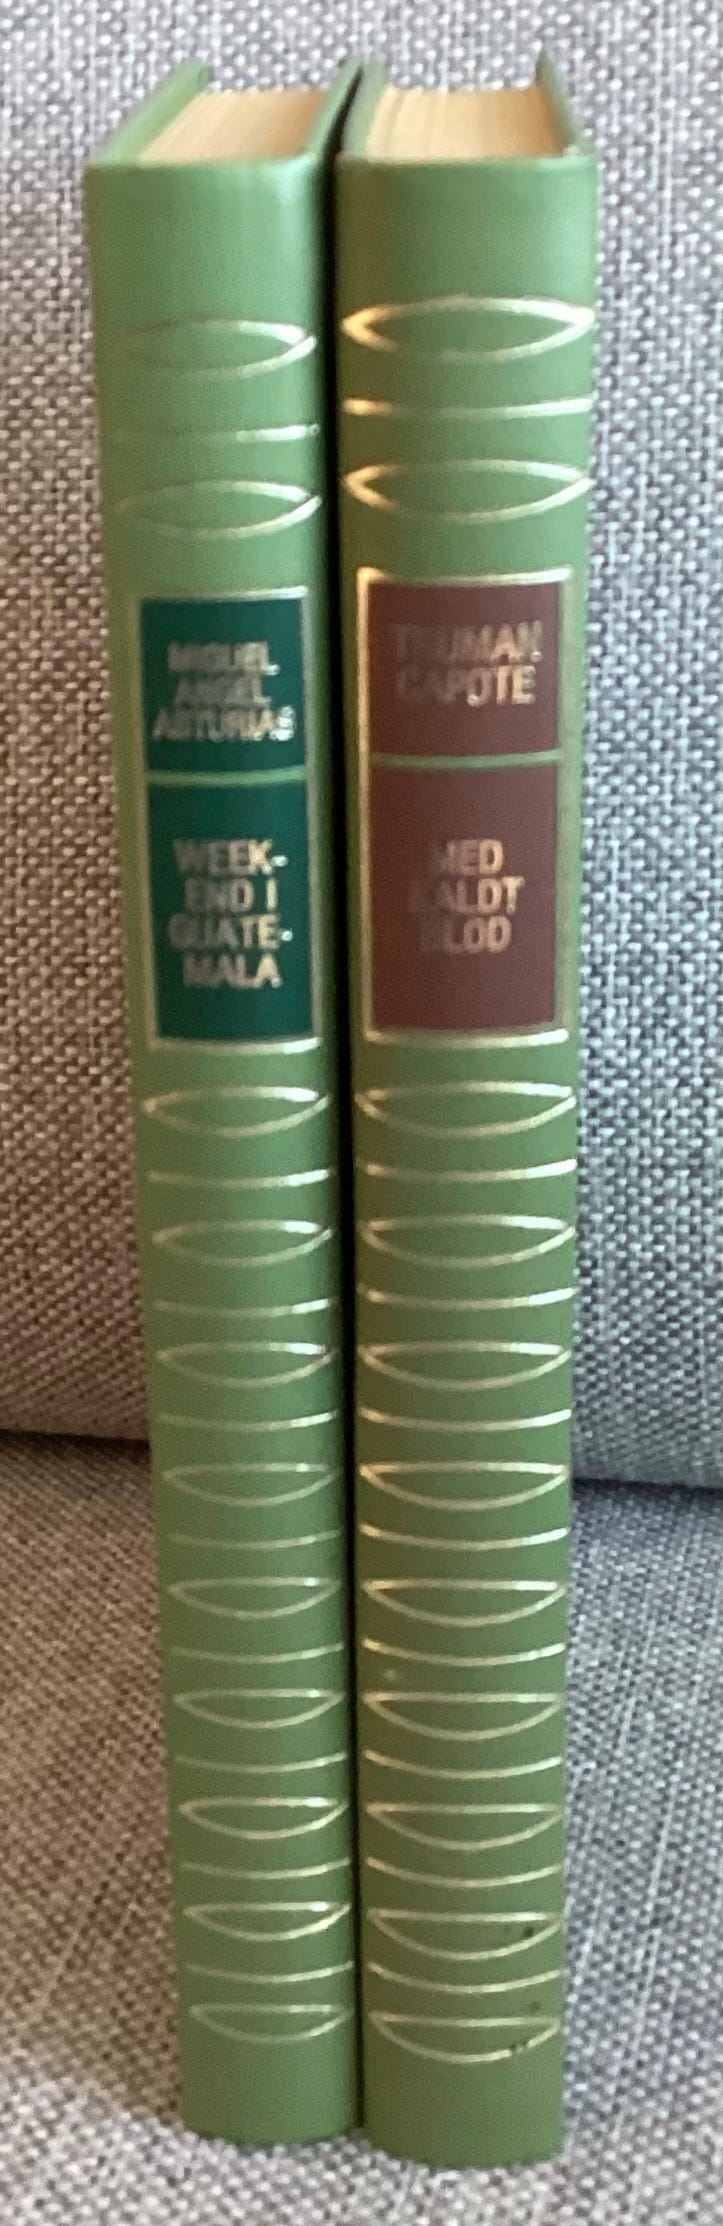 MIGUEL
ANGEL
ASTURIAS
WEEK-
END I
GUATE-
MALA
TRUMAN
CAPOTE
MED
KALDT
BLOD